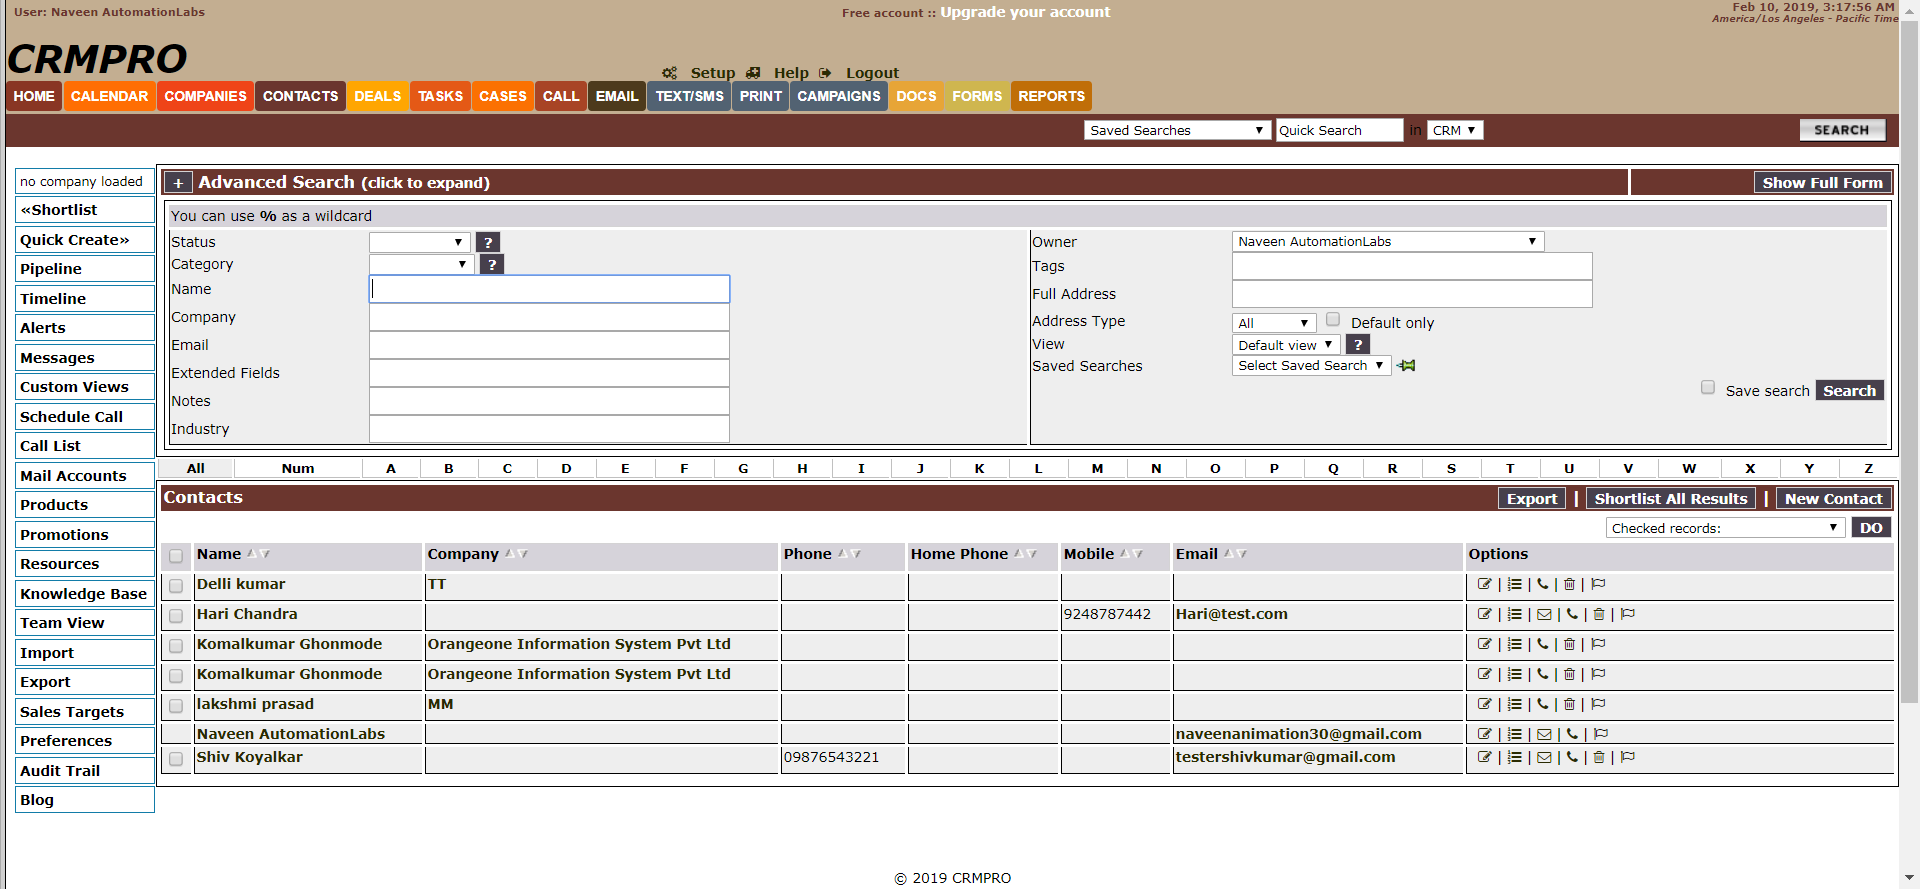 User: Naveen AutomationLabs
Free account :: Upgrade your account
Feb 10, 2019, 3:17:56 AM
America/Los Angeles - Pacific Time
CRMPRO
Setup Help Logout
HOME CALENDAR COMPANIES CONTACTS DEALS TASKS CASES CALL EMAIL TEXT/SMS PRINT CAMPAIGNS DOCS FORMS REPORTS
Saved Searches Quick Search in CRM SEARCH
no company loaded
«Shortlist
Quick Create»
Pipeline
Timeline
Alerts
Messages
Custom Views
Schedule Call
Call List
Mail Accounts
Products
Promotions
Resources
Knowledge Base
Team View
Import
Export
Sales Targets
Preferences
Audit Trail
Blog
+ Advanced Search (click to expand) Show Full Form
You can use % as a wildcard
Status ?
Category ?
Name
Company
Email
Extended Fields
Notes
Industry
Owner Naveen AutomationLabs
Tags
Full Address
Address Type All Default only
View Default view ?
Saved Searches Select Saved Search
Save search Search
All Num A B C D E F G H I J K L M N O P Q R S T U V W X Y Z
Contacts Export | Shortlist All Results | New Contact
Checked records: DO
Name Company Phone Home Phone Mobile Email Options
Delli kumar TT | | | |
Hari Chandra 9248787442 Hari@test.com | | | | |
Komalkumar Ghonmode Orangeone Information System Pvt Ltd | | | |
Komalkumar Ghonmode Orangeone Information System Pvt Ltd | | | |
lakshmi prasad MM | | | |
Naveen AutomationLabs naveenanimation30@gmail.com | | | |
Shiv Koyalkar 09876543221 testershivkumar@gmail.com | | | | |
© 2019 CRMPRO